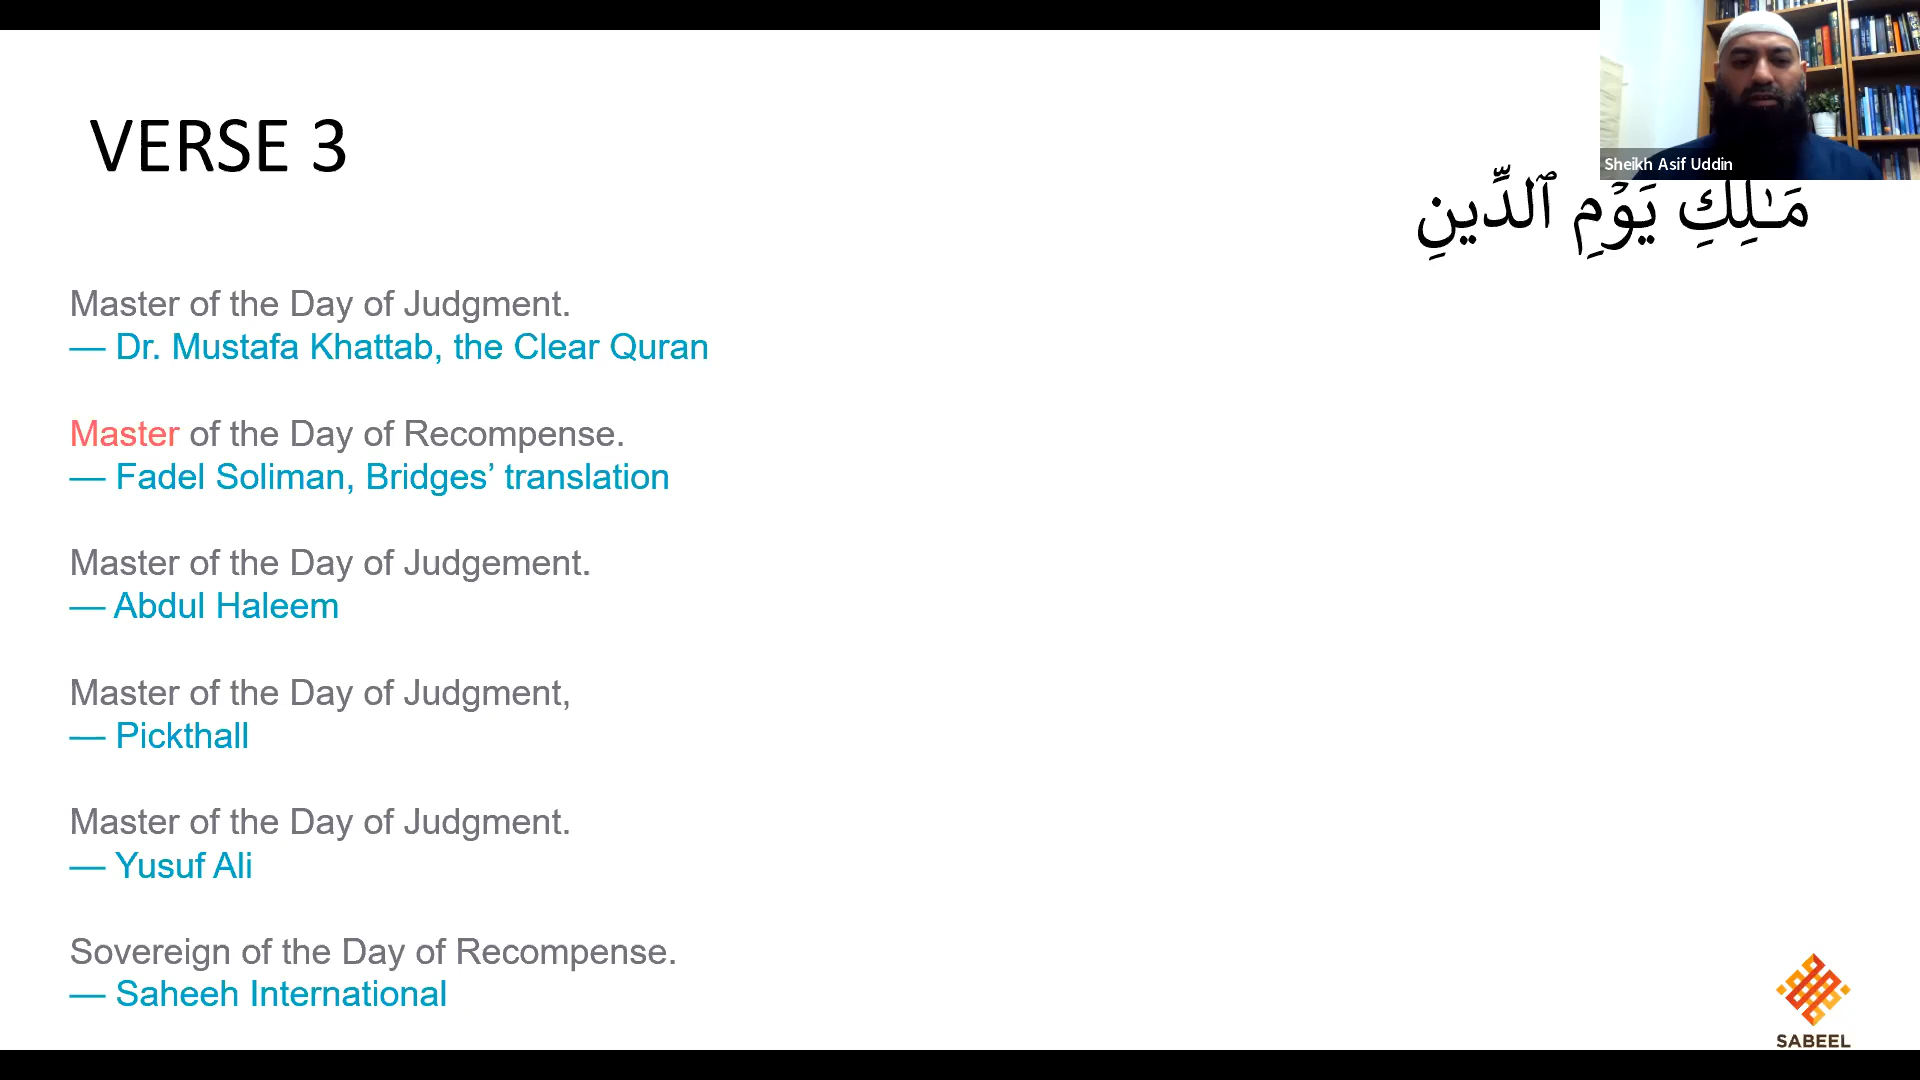 VERSE 3
Sheikh Asif Uddin
مَـٰلِكِ يَوْمِ ٱلدِّينِ
Master of the Day of Judgment.
— Dr. Mustafa Khattab, the Clear Quran
Master of the Day of Recompense.
— Fadel Soliman, Bridges’ translation
Master of the Day of Judgement.
— Abdul Haleem
Master of the Day of Judgment,
— Pickthall
Master of the Day of Judgment.
— Yusuf Ali
Sovereign of the Day of Recompense.
— Saheeh International
SABEEL